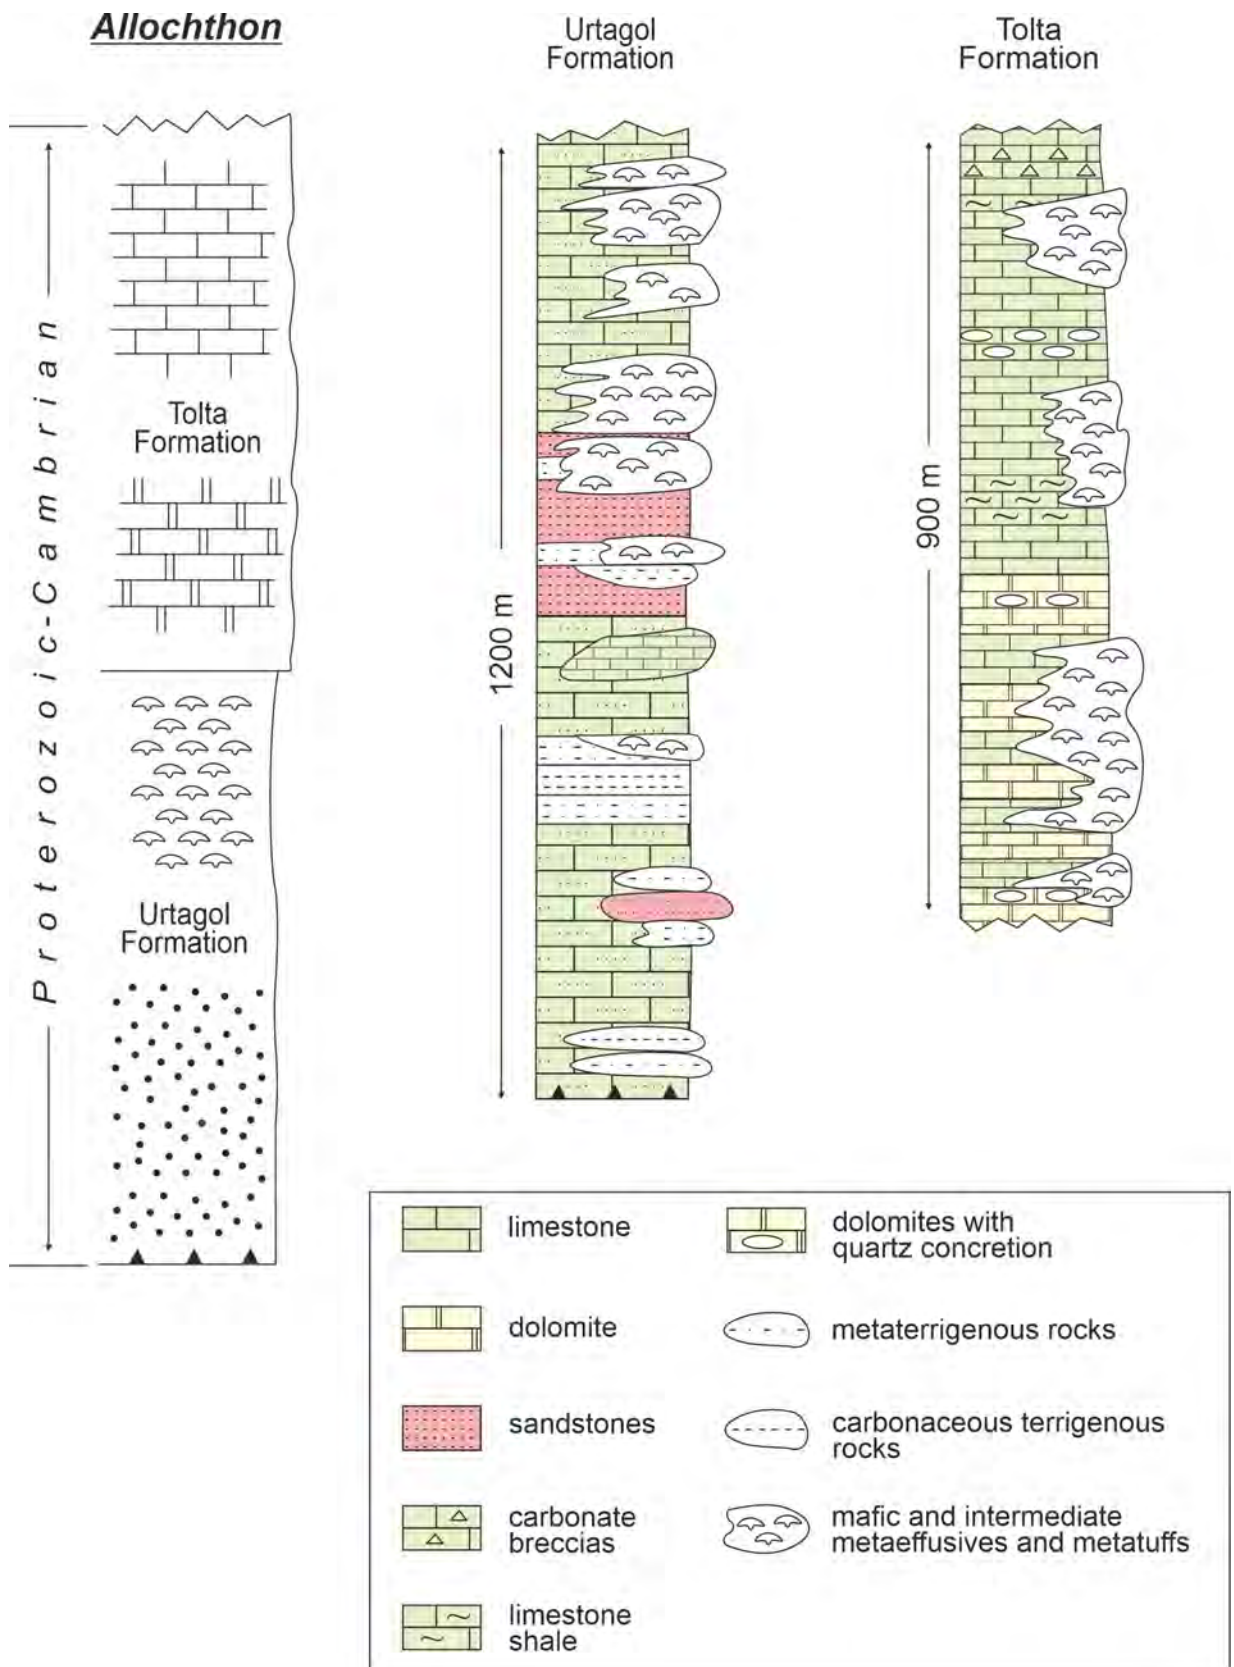 Allochthon
Urtagol
Formation
Tolta
Formation
Proterozoic-Cambrian
Tolta
Formation
Urtagol
Formation
1200 m
900 m
limestone
dolomite
sandstones
carbonate
breccias
limestone
shale
dolomites with
quartz concretion
metaterrigenous rocks
carbonaceous terrigenous
rocks
mafic and intermediate
metaeffusives and metatuffs